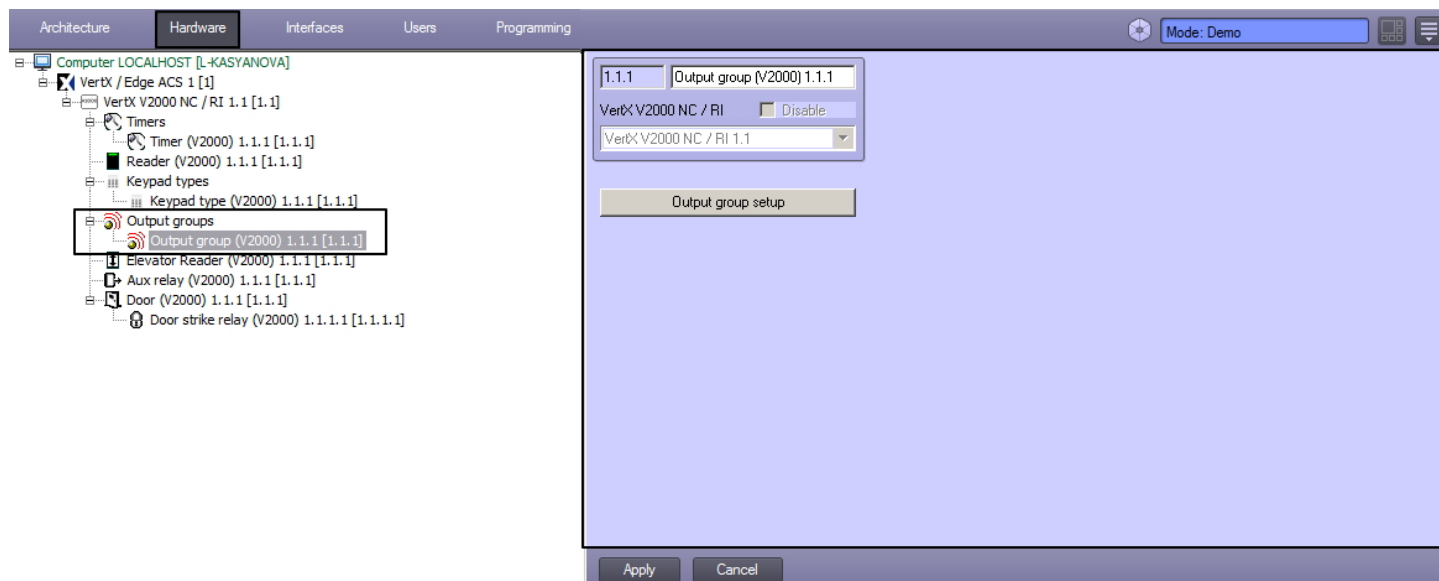 Architecture Hardware Interfaces Users Programming
Mode: Demo
Computer LOCALHOST [L-KASYANOVA]
VertX / Edge ACS 1 [1]
VertX V2000 NC / RI 1.1 [1.1]
Timers
Timer (V2000) 1.1.1 [1.1.1]
Reader (V2000) 1.1.1 [1.1.1]
Keypad types
Keypad type (V2000) 1.1.1 [1.1.1]
Output groups
Output group (V2000) 1.1.1 [1.1.1]
Elevator Reader (V2000) 1.1.1 [1.1.1]
Aux relay (V2000) 1.1.1 [1.1.1]
Door (V2000) 1.1.1 [1.1.1]
Door strike relay (V2000) 1.1.1.1 [1.1.1.1]
1.1.1 Output group (V2000) 1.1.1
VertX V2000 NC / RI Disable
VertX V2000 NC / RI 1.1
Output group setup
Apply Cancel